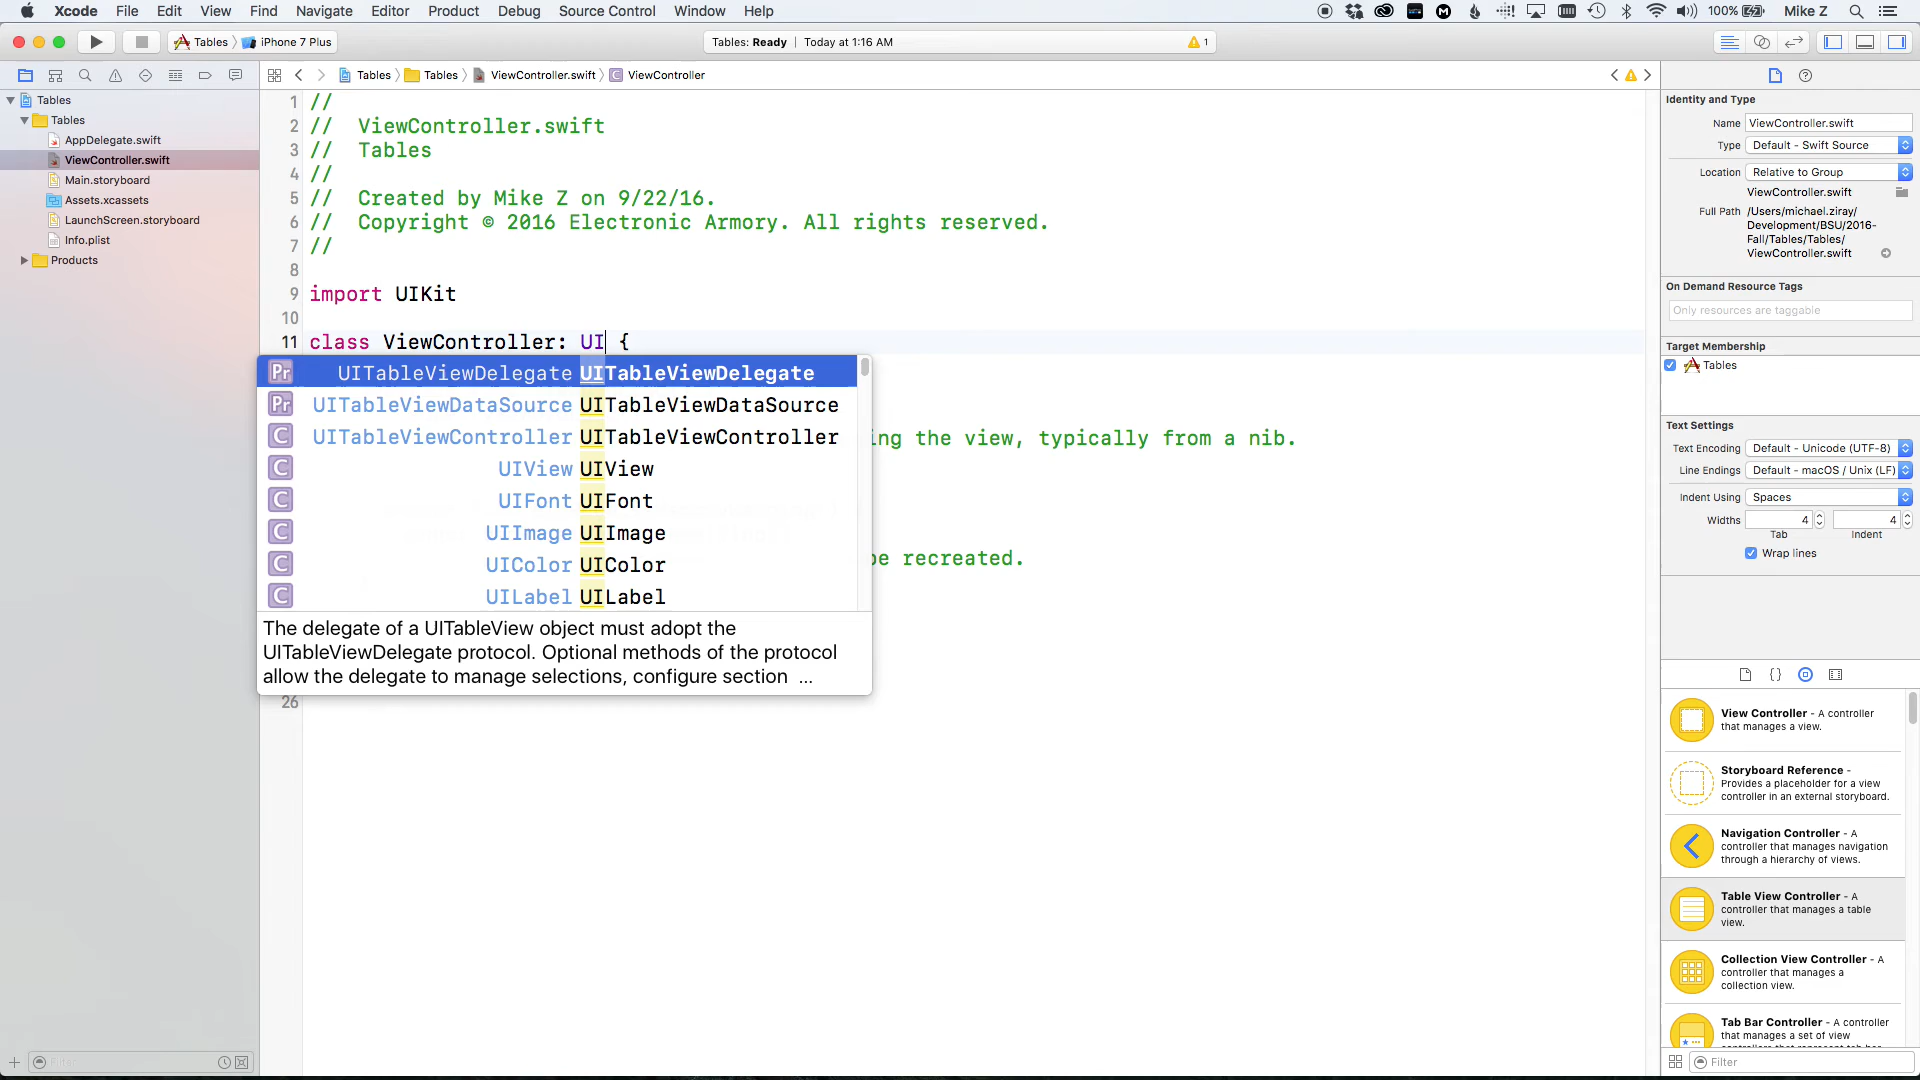 Xcode File Edit View Find Navigate Editor Product Debug Source Control Window Help 100% Mike Z
Tables iPhone 7 Plus Tables: Ready | Today at 1:16 AM 1
Tables Tables ViewController.swift ViewController
Tables
Tables
AppDelegate.swift
ViewController.swift
Main.storyboard
Assets.xcassets
LaunchScreen.storyboard
Info.plist
Products
1 //
2 // ViewController.swift
3 // Tables
4 //
5 // Created by Mike Z on 9/22/16.
6 // Copyright © 2016 Electronic Armory. All rights reserved.
7 //
8
9 import UIKit
10
11 class ViewController: UI {
Pr UITableViewDelegate UITableViewDelegate
Pr UITableViewDataSource UITableViewDataSource
C UITableViewController UITableViewController
ing the view, typically from a nib.
C UIView UIView
C UIFont UIFont
C UIImage UIImage
be recreated.
C UIColor UIColor
C UILabel UILabel
The delegate of a UITableView object must adopt the
UITableViewDelegate protocol. Optional methods of the protocol
allow the delegate to manage selections, configure section ...
26
Identity and Type
Name ViewController.swift
Type Default - Swift Source
Location Relative to Group
ViewController.swift
Full Path /Users/michael.ziray/
Development/BSU/2016-
Fall/Tables/Tables/
ViewController.swift
On Demand Resource Tags
Only resources are taggable
Target Membership
Tables
Text Settings
Text Encoding Default - Unicode (UTF-8)
Line Endings Default - macOS / Unix (LF)
Indent Using Spaces
Widths 4 4
Tab Indent
Wrap lines
View Controller - A controller
that manages a view.
Storyboard Reference -
Provides a placeholder for a view
controller in an external storyboard.
Navigation Controller - A
controller that manages navigation
through a hierarchy of views.
Table View Controller - A
controller that manages a table
view.
Collection View Controller - A
controller that manages a
collection view.
Tab Bar Controller - A controller
that manages a set of view
Filter
Filter